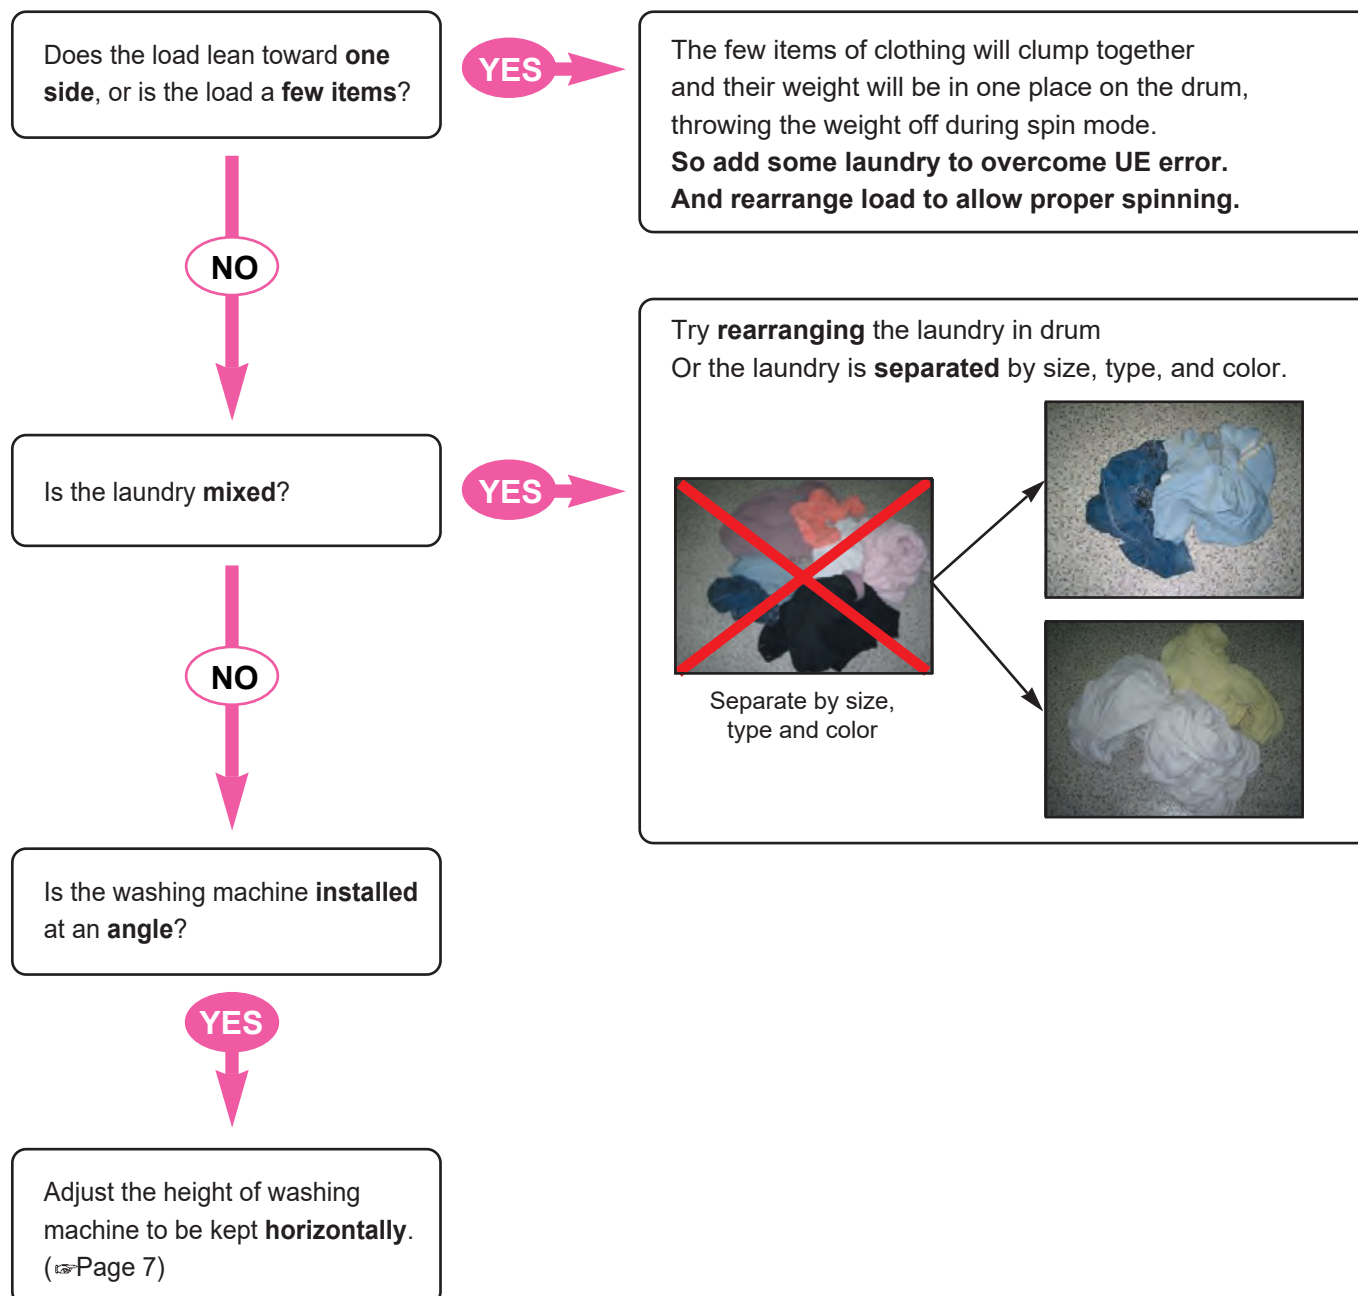 Does the load lean toward one
side, or is the load a few items?
YES
The few items of clothing will clump together
and their weight will be in one place on the drum,
throwing the weight off during spin mode.
So add some laundry to overcome UE error.
And rearrange load to allow proper spinning.
NO
Is the laundry mixed?
YES
Try rearranging the laundry in drum
Or the laundry is separated by size, type, and color.
Separate by size,
type and color
NO
Is the washing machine installed
at an angle?
YES
Adjust the height of washing
machine to be kept horizontally.
(☞Page 7)